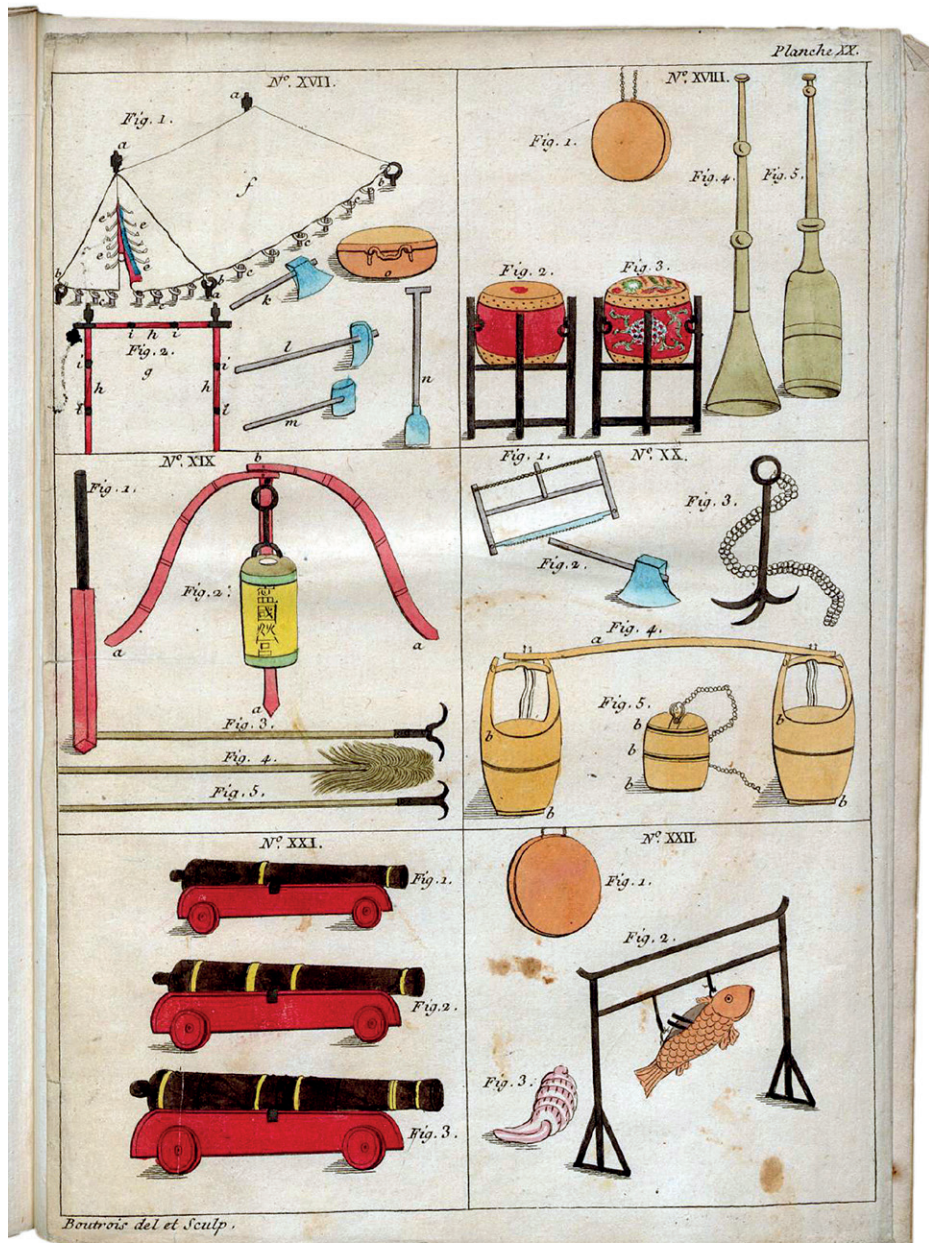 Planche XX.
Nº. XVII.
a
Fig. 1.
a
f
b
c
c
e
e
e
e
b
b
c
c
a
o
k
i h i
Fig. 2.
g
i
i
h
h
l
l
l
m
n
Nº. XVIII.
Fig. 1.
Fig. 4.
Fig. 5.
Fig. 2.
Fig. 3.
Nº. XIX
b
Fig. 1.
Fig. 2.
國
a
a
a
Fig. 3.
Fig. 4.
Fig. 5.
Nº. XX.
Fig. 1.
Fig. 2.
Fig. 3.
Fig. 4.
a
Fig. 5.
b
b
b
b
b
b
b
Nº. XXI.
Fig. 1.
Fig. 2.
Fig. 3.
Nº. XXII.
Fig. 1.
Fig. 2.
Fig. 3.
Boutrois del et Sculp.